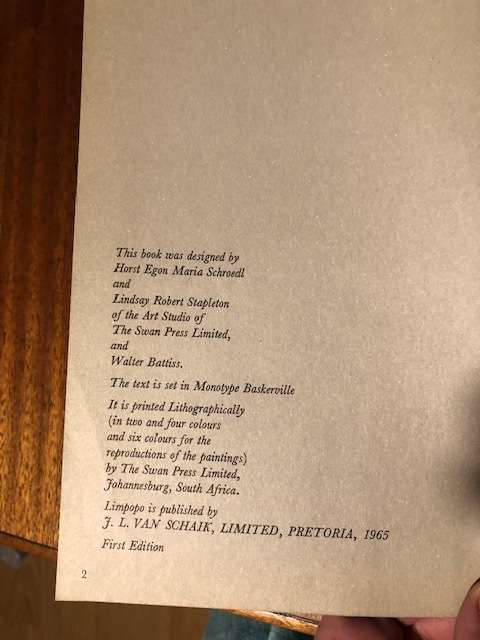 This book was designed by
Horst Egon Maria Schroedl
and
Lindsay Robert Stapleton
of the Art Studio of
The Swan Press Limited,
and
Walter Battiss.
The text is set in Monotype Baskerville
It is printed Lithographically
(in two and four colours
and six colours for the
reproductions of the paintings)
by The Swan Press Limited,
Johannesburg, South Africa.
Limpopo is published by
J. L. VAN SCHAIK, LIMITED, PRETORIA, 1965
First Edition
2